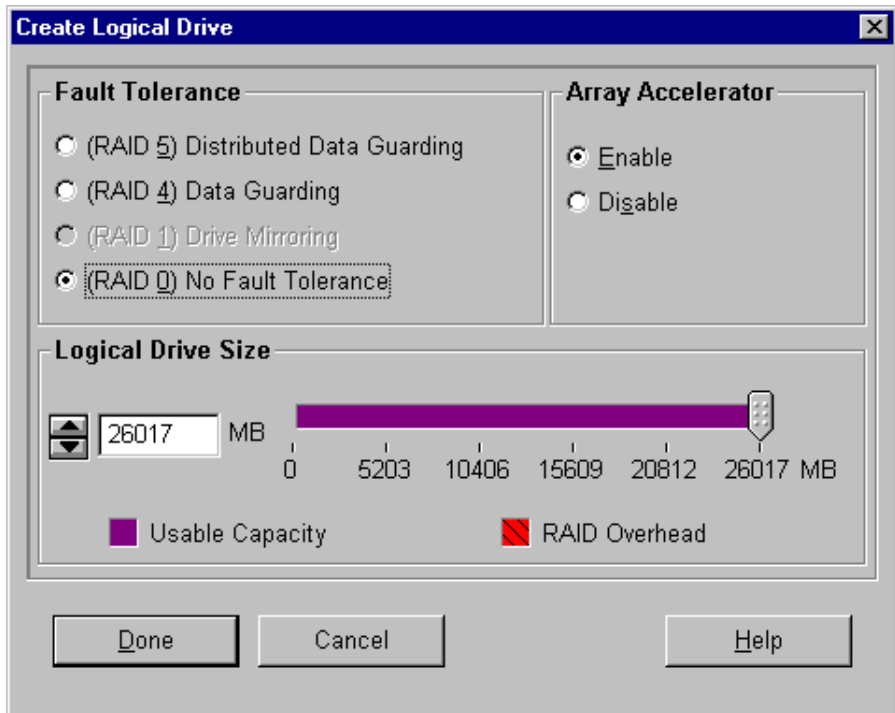 Create Logical Drive
Fault Tolerance
(RAID 5) Distributed Data Guarding
(RAID 4) Data Guarding
(RAID 1) Drive Mirroring
(RAID 0) No Fault Tolerance
Array Accelerator
Enable
Disable
Logical Drive Size
26017 MB
0 5203 10406 15609 20812 26017 MB
Usable Capacity RAID Overhead
Done Cancel Help